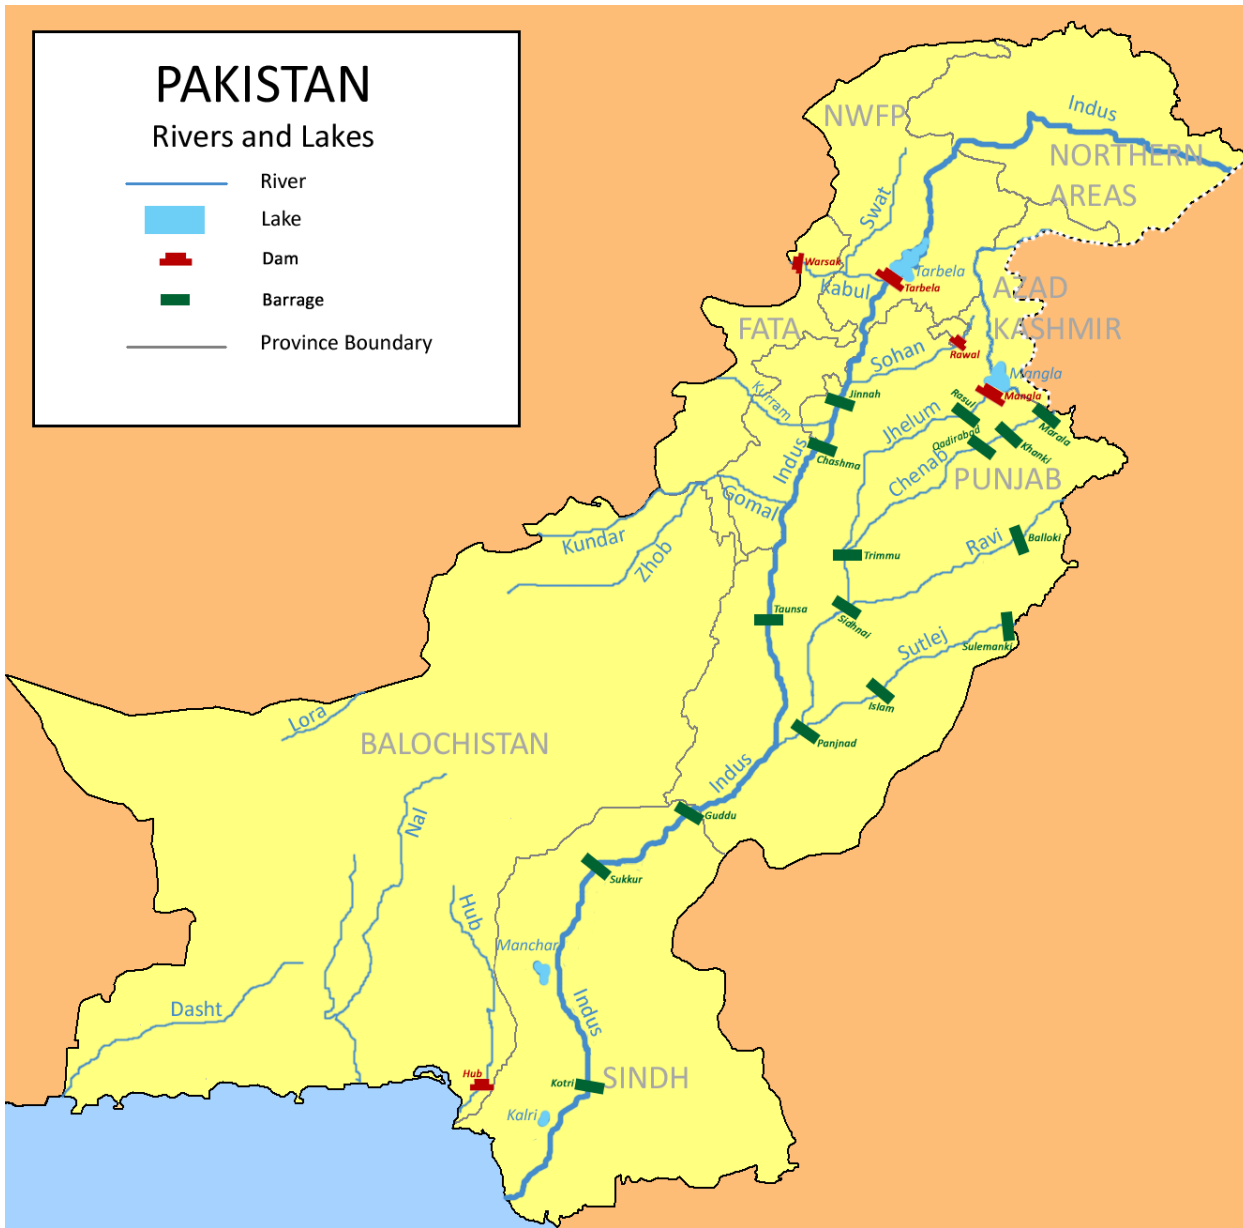 PAKISTAN
Rivers and Lakes
River
Lake
Dam
Barrage
Province Boundary
Indus
NWFP
NORTHERN
AREAS
Swat
Warsak
Tarbela
Tarbela
Kabul
AZAD
KASHMIR
FATA
Sohan
Rawal
Mangla
Mangla
Kurram
Jinnah
Rasul
Marala
Jhelum
Qadirabad
Khanki
Indus
Chashma
Chenab
PUNJAB
Gomal
Kundar
Zhob
Ravi
Balloki
Trimmu
Taunsa
Sidhnai
Sutlej
Sulemanki
Islam
Lora
BALOCHISTAN
Panjnad
Indus
Guddu
Nal
Sukkur
Hub
Manchar
Dasht
Indus
Hub
Kotri
SINDH
Kalri